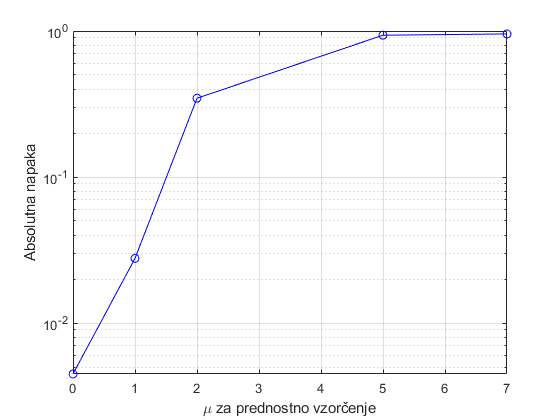 10^0
10^-1
10^-2
Absolutna napaka
0 1 2 3 4 5 6 7
μ za prednostno vzorčenje